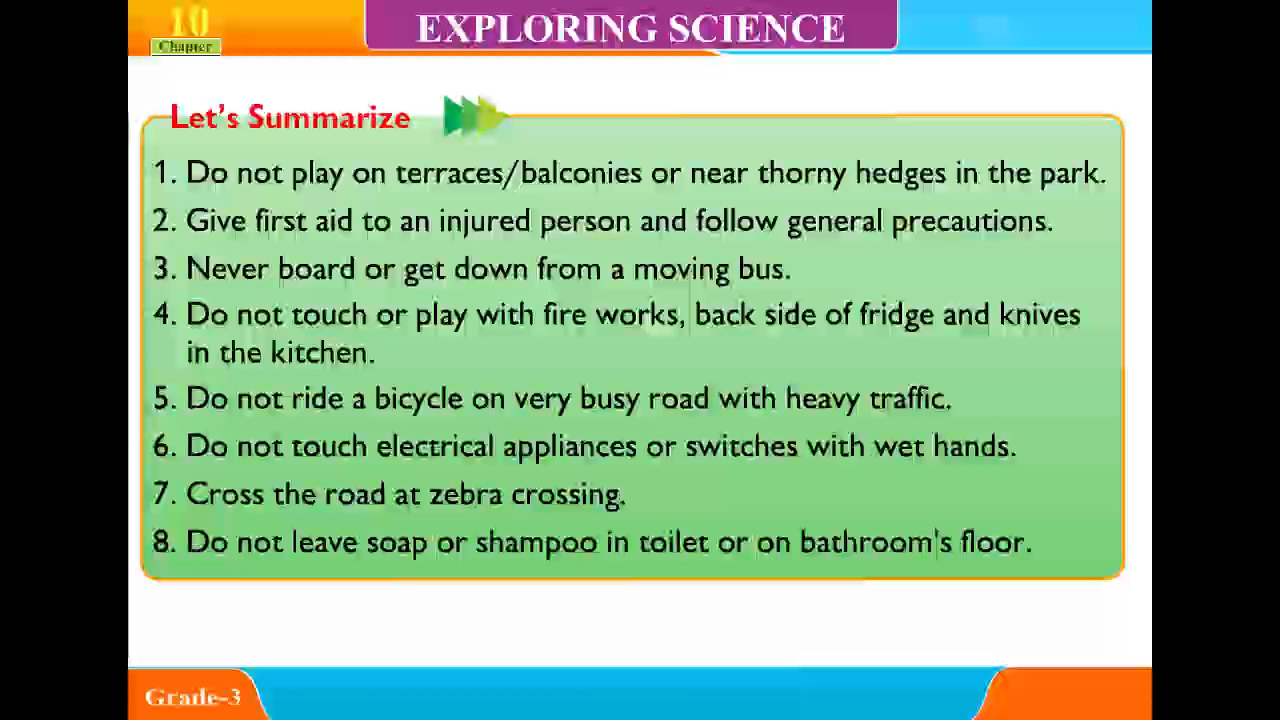 10
Chapter
EXPLORING SCIENCE
Let's Summarize
1. Do not play on terraces/balconies or near thorny hedges in the park.
2. Give first aid to an injured person and follow general precautions.
3. Never board or get down from a moving bus.
4. Do not touch or play with fire works, back side of fridge and knives
in the kitchen.
5. Do not ride a bicycle on very busy road with heavy traffic.
6. Do not touch electrical appliances or switches with wet hands.
7. Cross the road at zebra crossing.
8. Do not leave soap or shampoo in toilet or on bathroom's floor.
Grade-3